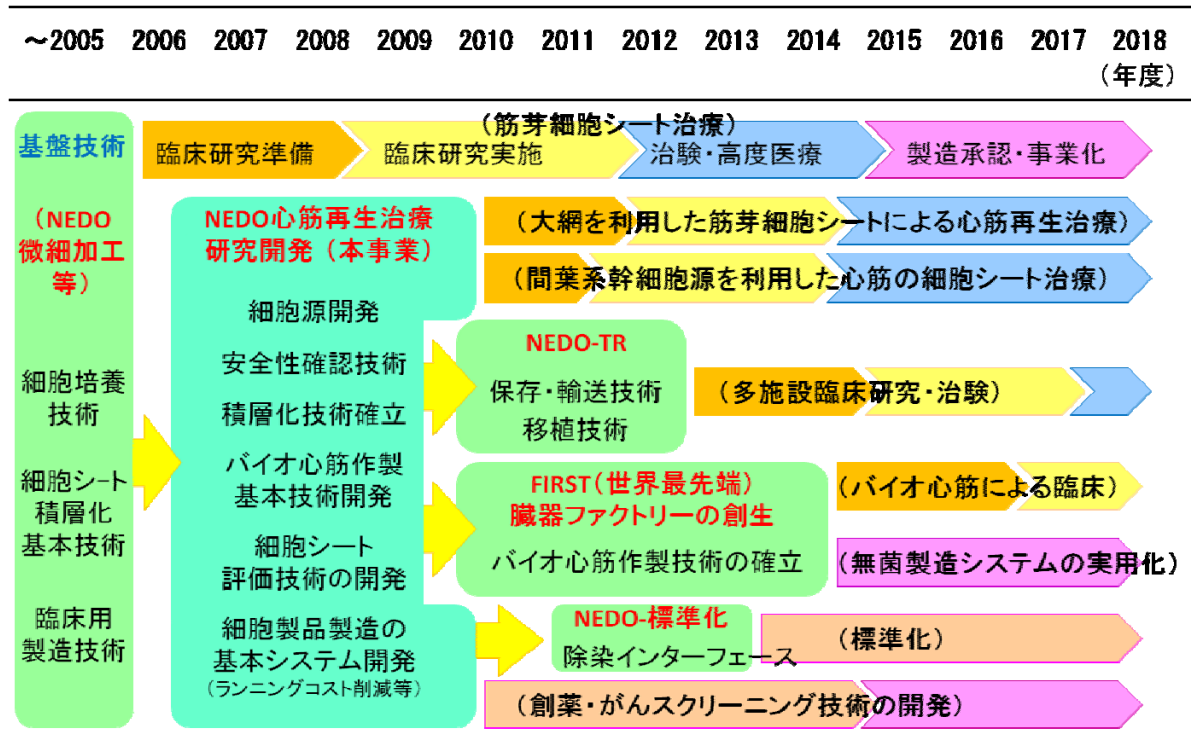 ～2005 2006 2007 2008 2009 2010 2011 2012 2013 2014 2015 2016 2017 2018
（年度）
基盤技術
（NEDO
微細加工
等）
細胞培養
技術
細胞シート
積層化
基本技術
臨床用
製造技術
（筋芽細胞シート治療）
臨床研究準備
臨床研究実施
治験・高度医療
製造承認・事業化
NEDO心筋再生治療
研究開発（本事業）
細胞源開発
安全性確認技術
積層化技術確立
バイオ心筋作製
基本技術開発
細胞シート
評価技術の開発
細胞製品製造の
基本システム開発
（ランニングコスト削減等）
（大網を利用した筋芽細胞シートによる心筋再生治療）
（間葉系幹細胞源を利用した心筋の細胞シート治療）
NEDO-TR
保存・輸送技術
移植技術
（多施設臨床研究・治験）
FIRST（世界最先端）
臓器ファクトリーの創生
バイオ心筋作製技術の確立
（バイオ心筋による臨床）
（無菌製造システムの実用化）
NEDO-標準化
除染インターフェース
（標準化）
（創薬・がんスクリーニング技術の開発）